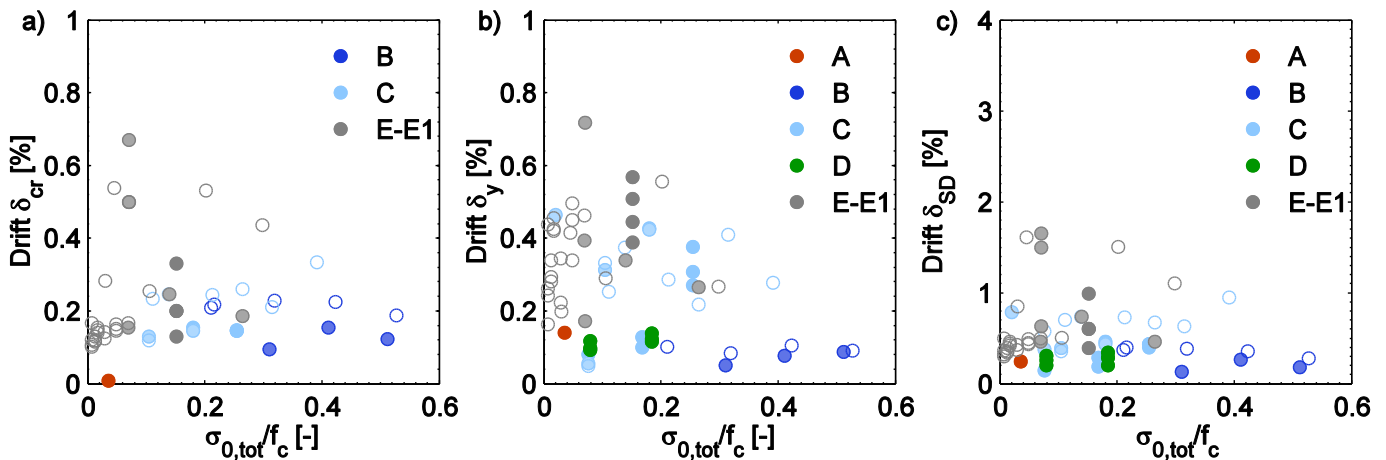 a)
1
0.8
0.6
0.4
0.2
0
0 0.2 0.4 0.6
Drift δcr [%]
σ0,tot/fc [-]
B
C
E-E1
b)
1
0.8
0.6
0.4
0.2
0
0 0.2 0.4 0.6
Drift δy [%]
σ0,tot/fc [-]
A
B
C
D
E-E1
c)
4
3
2
1
0
0 0.2 0.4 0.6
Drift δSD [%]
σ0,tot/fc
A
B
C
D
E-E1